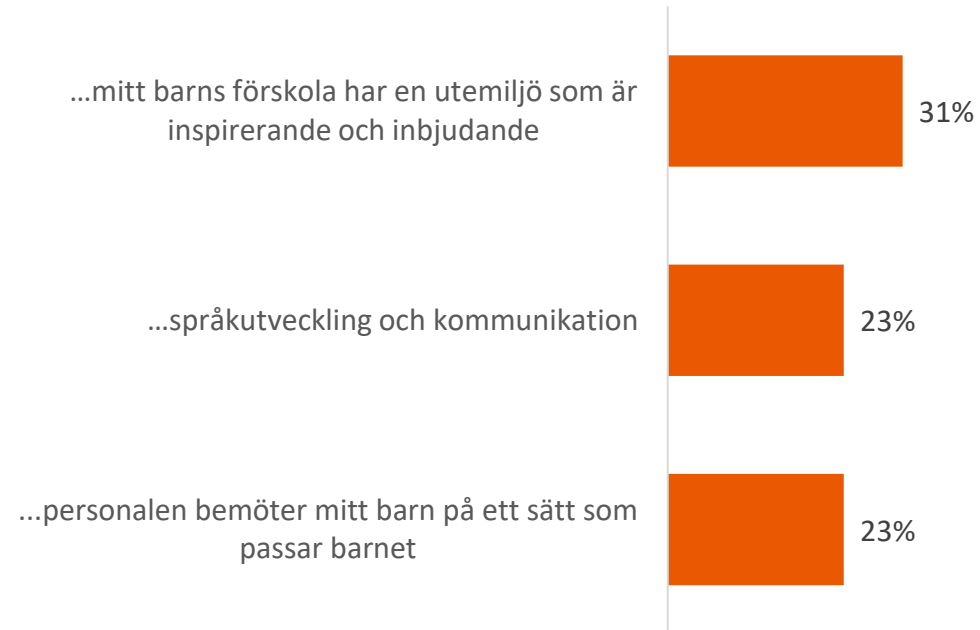 …mitt barns förskola har en utemiljö som är
inspirerande och inbjudande
31%
…språkutveckling och kommunikation
23%
...personalen bemöter mitt barn på ett sätt som
passar barnet
23%